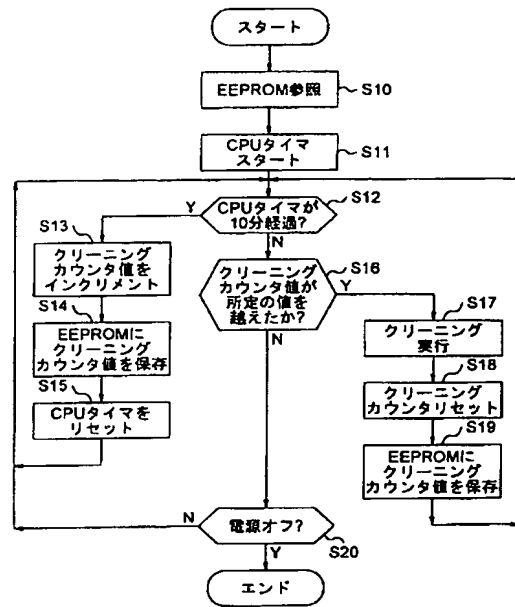 スタート
EEPROM参照
S10
CPUタイマ
スタート
S11
CPUタイマが
10分経過?
S12
Y
N
S13
クリーニング
カウンタ値を
インクリメント
S14
EEPROMに
クリーニング
カウンタ値を保存
S15
CPUタイマを
リセット
クリーニング
カウンタ値が
所定の値を
越えたか?
S16
Y
N
S17
クリーニング
実行
S18
クリーニング
カウンタリセット
S19
EEPROMに
クリーニング
カウンタ値を保存
N
電源オフ?
S20
Y
エンド